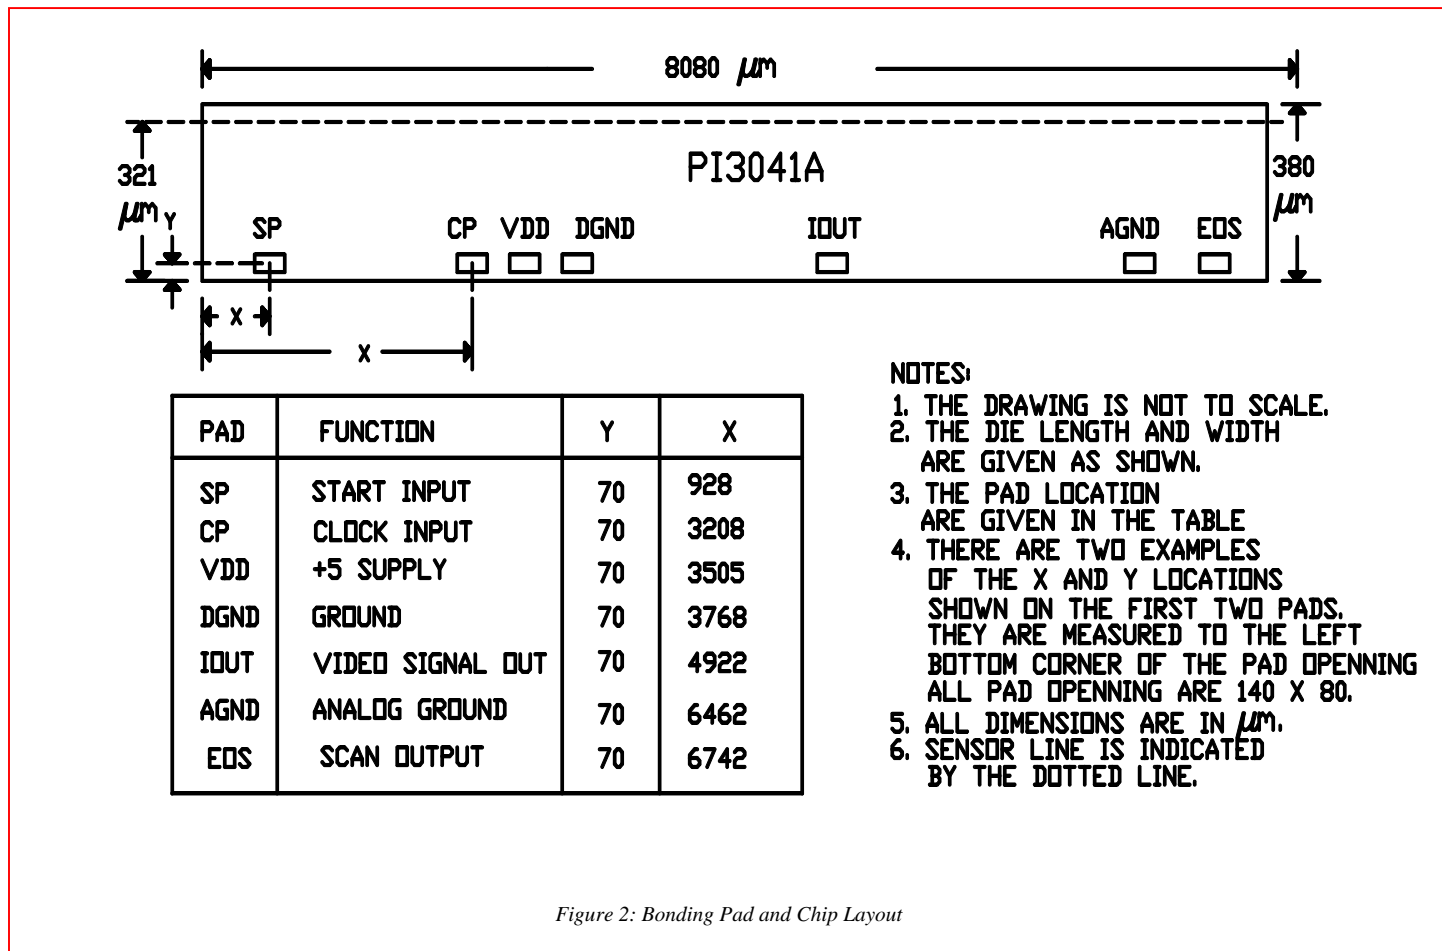 8080 µm
PI3041A
321
µm
380
µm
Y
SP CP VDD DGND IOUT AGND EOS
X
X
PAD FUNCTION Y X
SP START INPUT 70 928
CP CLOCK INPUT 70 3208
VDD +5 SUPPLY 70 3505
DGND GROUND 70 3768
IOUT VIDEO SIGNAL OUT 70 4922
AGND ANALOG GROUND 70 6462
EOS SCAN OUTPUT 70 6742
NOTES:
1. THE DRAWING IS NOT TO SCALE.
2. THE DIE LENGTH AND WIDTH
ARE GIVEN AS SHOWN.
3. THE PAD LOCATION
ARE GIVEN IN THE TABLE
4. THERE ARE TWO EXAMPLES
OF THE X AND Y LOCATIONS
SHOWN ON THE FIRST TWO PADS.
THEY ARE MEASURED TO THE LEFT
BOTTOM CORNER OF THE PAD OPENNING
ALL PAD OPENNING ARE 140 X 80.
5. ALL DIMENSIONS ARE IN µm.
6. SENSOR LINE IS INDICATED
BY THE DOTTED LINE.
Figure 2: Bonding Pad and Chip Layout